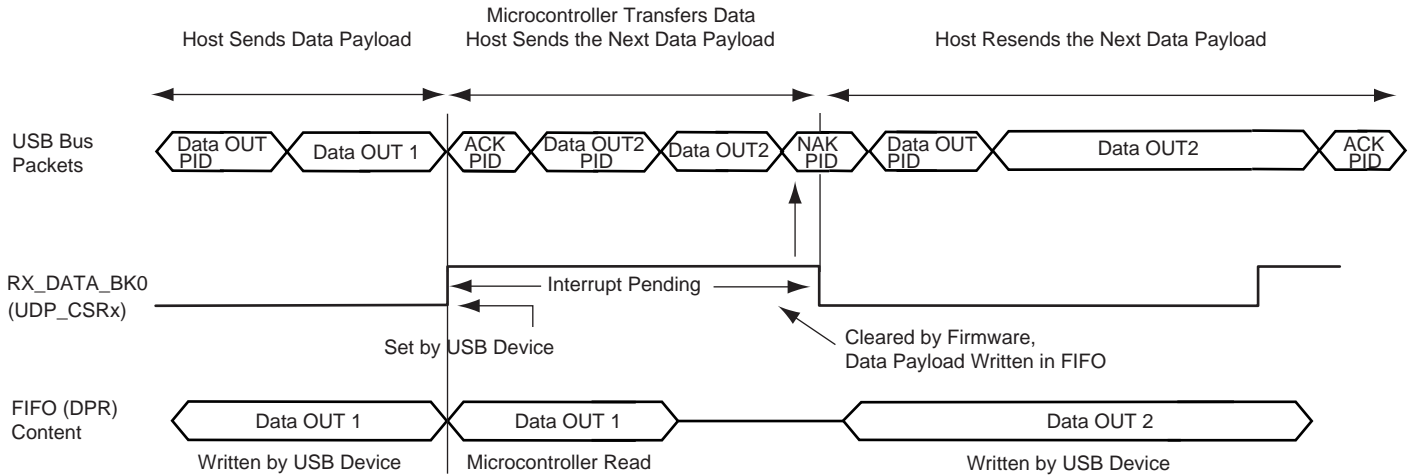 Microcontroller Transfers Data
Host Sends Data Payload
Host Sends the Next Data Payload
Host Resends the Next Data Payload
USB Bus
Packets
Data OUT
PID
Data OUT 1
ACK
PID
Data OUT2
PID
Data OUT2
NAK
PID
Data OUT
PID
Data OUT2
ACK
PID
RX_DATA_BK0
(UDP_CSRx)
Interrupt Pending
Set by USB Device
Cleared by Firmware,
Data Payload Written in FIFO
FIFO (DPR)
Content
Data OUT 1
Data OUT 1
Data OUT 2
Written by USB Device
Microcontroller Read
Written by USB Device